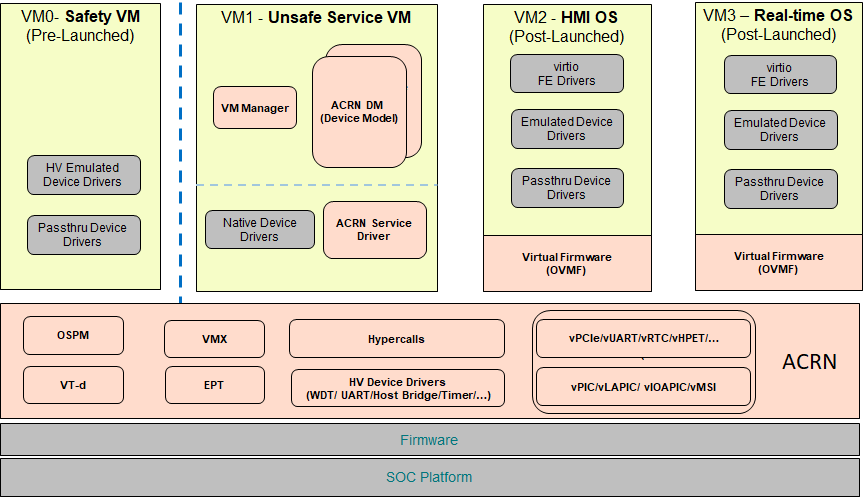 VM0- Safety VM
(Pre-Launched)
HV Emulated
Device Drivers
Passthru Device
Drivers
VM1 - Unsafe Service VM
VM Manager
ACRN DM
(Device Model)
Native Device
Drivers
ACRN Service
Driver
VM2 - HMI OS
(Post-Launched)
virtio
FE Drivers
Emulated Device
Drivers
Passthru Device
Drivers
Virtual Firmware
(OVMF)
VM3 – Real-time OS
(Post-Launched)
virtio
FE Drivers
Emulated Device
Drivers
Passthru Device
Drivers
Virtual Firmware
(OVMF)
OSPM
VMX
Hypercalls
vPCIe/vUART/vRTC/vHPET/...
ACRN
VT-d
EPT
HV Device Drivers
(WDT/ UART/Host Bridge/Timer/...)
vPIC/vLAPIC/ vIOAPIC/vMSI
Firmware
SOC Platform